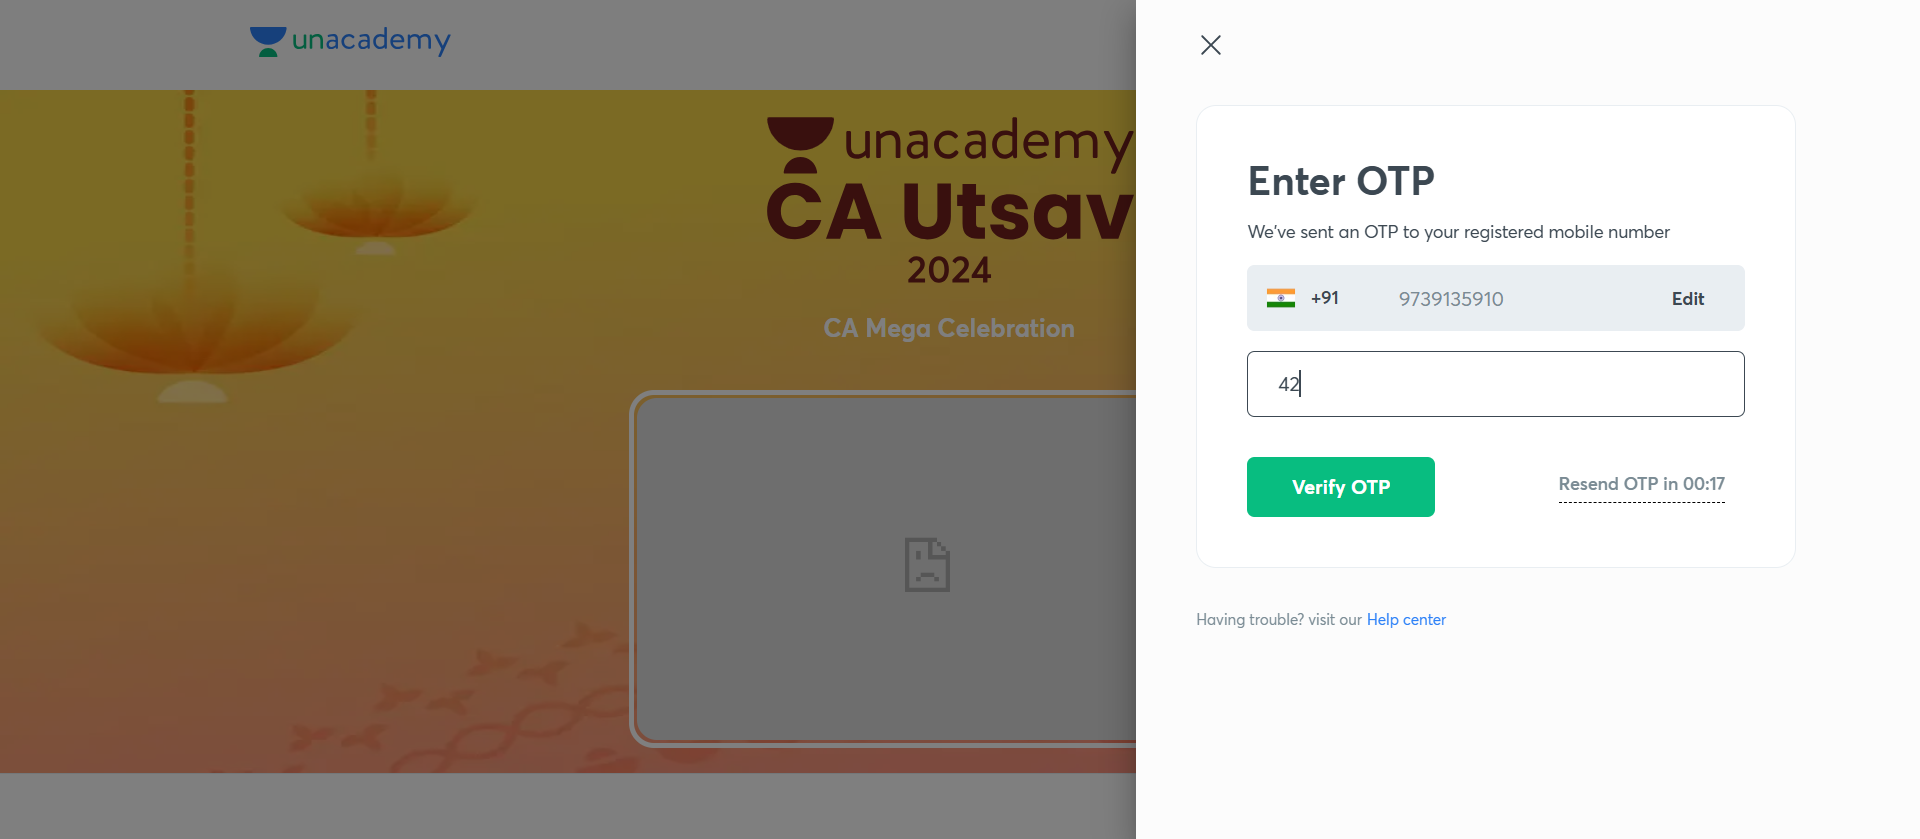 unacademy
unacademy
CA Utsav
2024
CA Mega Celebration
Enter OTP
We've sent an OTP to your registered mobile number
+91 9739135910 Edit
42
Verify OTP
Resend OTP in 00:17
Having trouble? visit our Help center